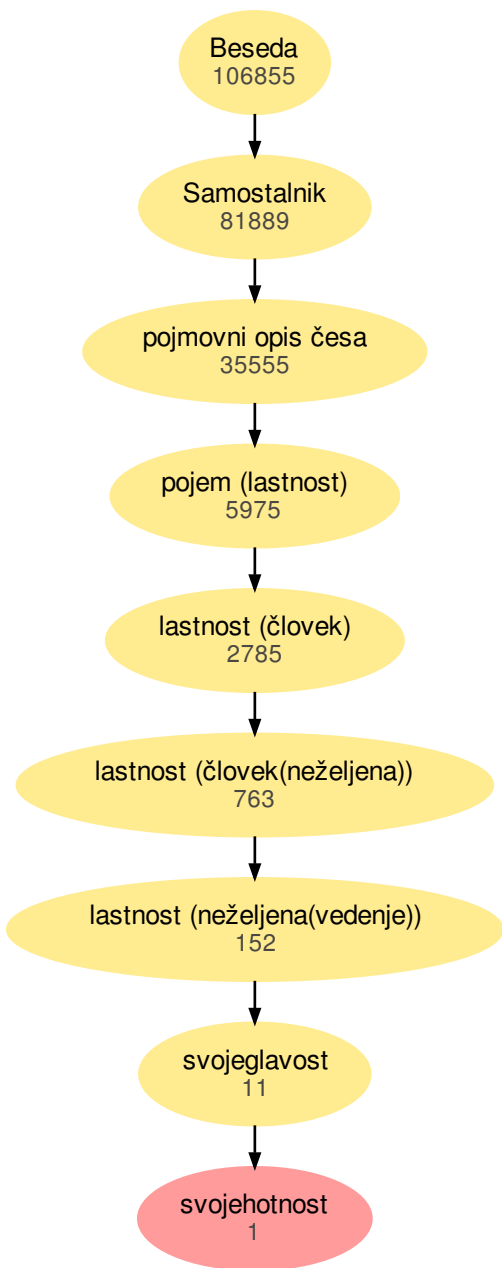 Beseda
106855
Samostalnik
81889
pojmovni opis česa
35555
pojem (lastnost)
5975
lastnost (človek)
2785
lastnost (človek(neželjena))
763
lastnost (neželjena(vedenje))
152
svojeglavost
11
svojehotnost
1